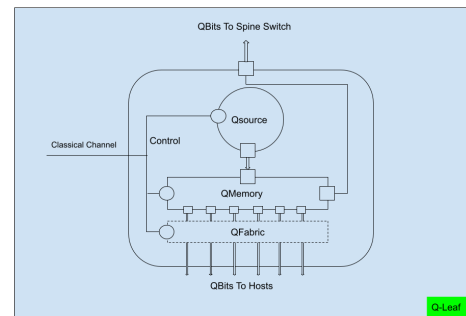 QBits To Spine Switch
Qsource
Classical Channel
Control
QMemory
QFabric
QBits To Hosts
Q-Leaf